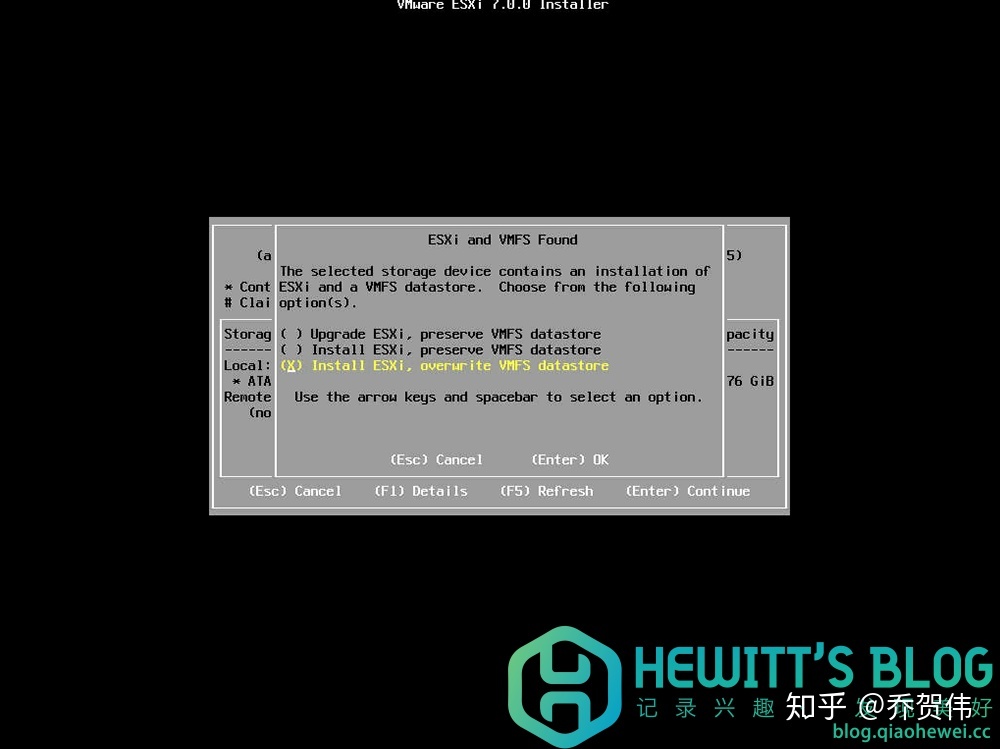 VMware ESXi 7.0.0 Installer
ESXi and VMFS Found
(a
5)
The selected storage device contains an installation of
* Cont ESXi and a VMFS datastore. Choose from the following
# Clai option(s).
Storag ( ) Upgrade ESXi, preserve VMFS datastore pacity
------ ( ) Install ESXi, preserve VMFS datastore ------
Local: (X) Install ESXi, overwrite VMFS datastore
* ATA 76 GiB
Remote Use the arrow keys and spacebar to select an option.
(no
(Esc) Cancel (Enter) OK
(Esc) Cancel (F1) Details (F5) Refresh (Enter) Continue
HEWITT'S BLOG
记录兴趣 好
知乎 @乔贺伟
blog.qiaohewei.cc